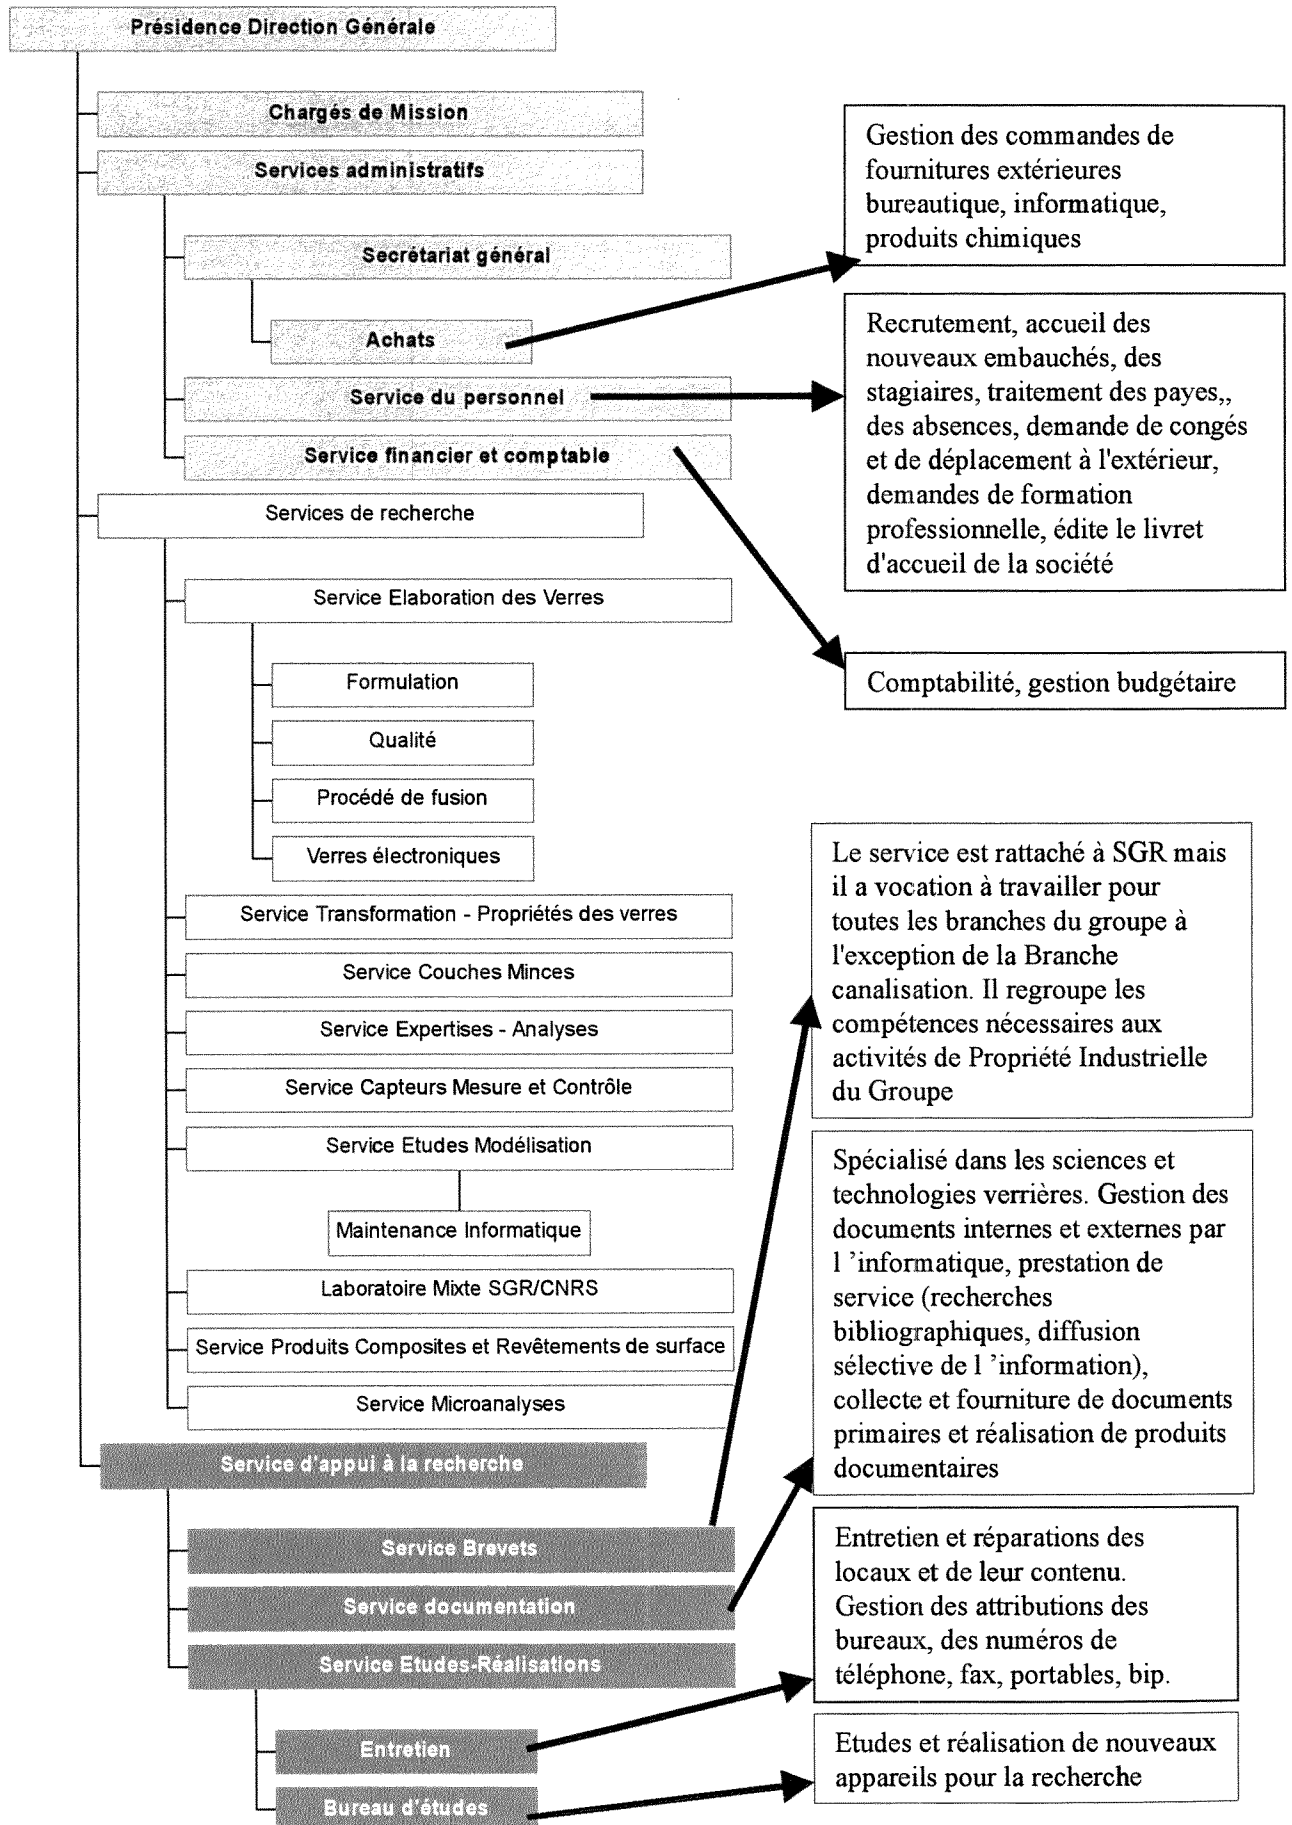 Présidence Direction Générale
Chargés de Mission
Services administratifs
Secrétariat général
Achats
Service du personnel
Service financier et comptable
Services de recherche
Service Elaboration des Verres
Formulation
Qualité
Procédé de fusion
Verres électroniques
Service Transformation - Propriétés des verres
Service Couches Minces
Service Expertises - Analyses
Service Capteurs Mesure et Contrôle
Service Etudes Modélisation
Maintenance Informatique
Laboratoire Mixte SGR/CNRS
Service Produits Composites et Revêtements de surface
Service Microanalyses
Service d'appui à la recherche
Service Brevets
Service documentation
Service Etudes-Réalisations
Entretien
Bureau d'études
Gestion des commandes de
fournitures extérieures
bureautique, informatique,
produits chimiques
Recrutement, accueil des
nouveaux embauchés, des
stagiaires, traitement des payes,,
des absences, demande de congés
et de déplacement à l'extérieur,
demandes de formation
professionnelle, édite le livret
d'accueil de la société
Comptabilité, gestion budgétaire
Le service est rattaché à SGR mais
il a vocation à travailler pour
toutes les branches du groupe à
l'exception de la Branche
canalisation. Il regroupe les
compétences nécessaires aux
activités de Propriété Industrielle
du Groupe
Spécialisé dans les sciences et
technologies verrières. Gestion des
documents internes et externes par
l ’informatique, prestation de
service (recherches
bibliographiques, diffusion
sélective de l ’information),
collecte et fourniture de documents
primaires et réalisation de produits
documentaires
Entretien et réparations des
locaux et de leur contenu.
Gestion des attributions des
bureaux, des numéros de
téléphone, fax, portables, bip.
Etudes et réalisation de nouveaux
appareils pour la recherche